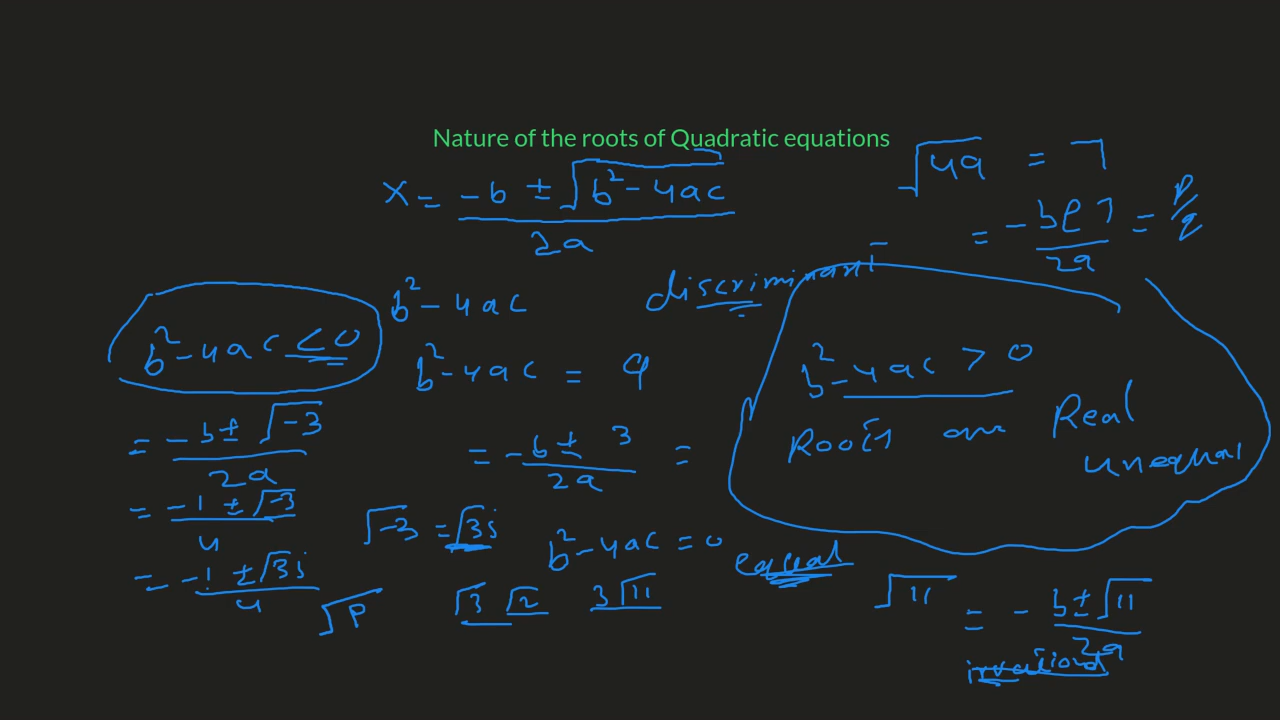 Nature of the roots of Quadratic equations
x = (-b ± √(b² - 4ac)) / 2a
√49 = 7
= -b ± 7 / 2a = p/q
b² - 4ac
discriminant
b² - 4ac < 0
b² - 4ac = 9
b² - 4ac > 0
Roots are Real
unequal
= -b ± √-3 / 2a
= -b ± 3 / 2a =
= -1 ± √-3 / 4
√-3 = √3i
b² - 4ac = 0 equal
= -1 ± √3i / 4
√p
√3 √2 3√11
√11
= -b ± √11 / 2a
irrational